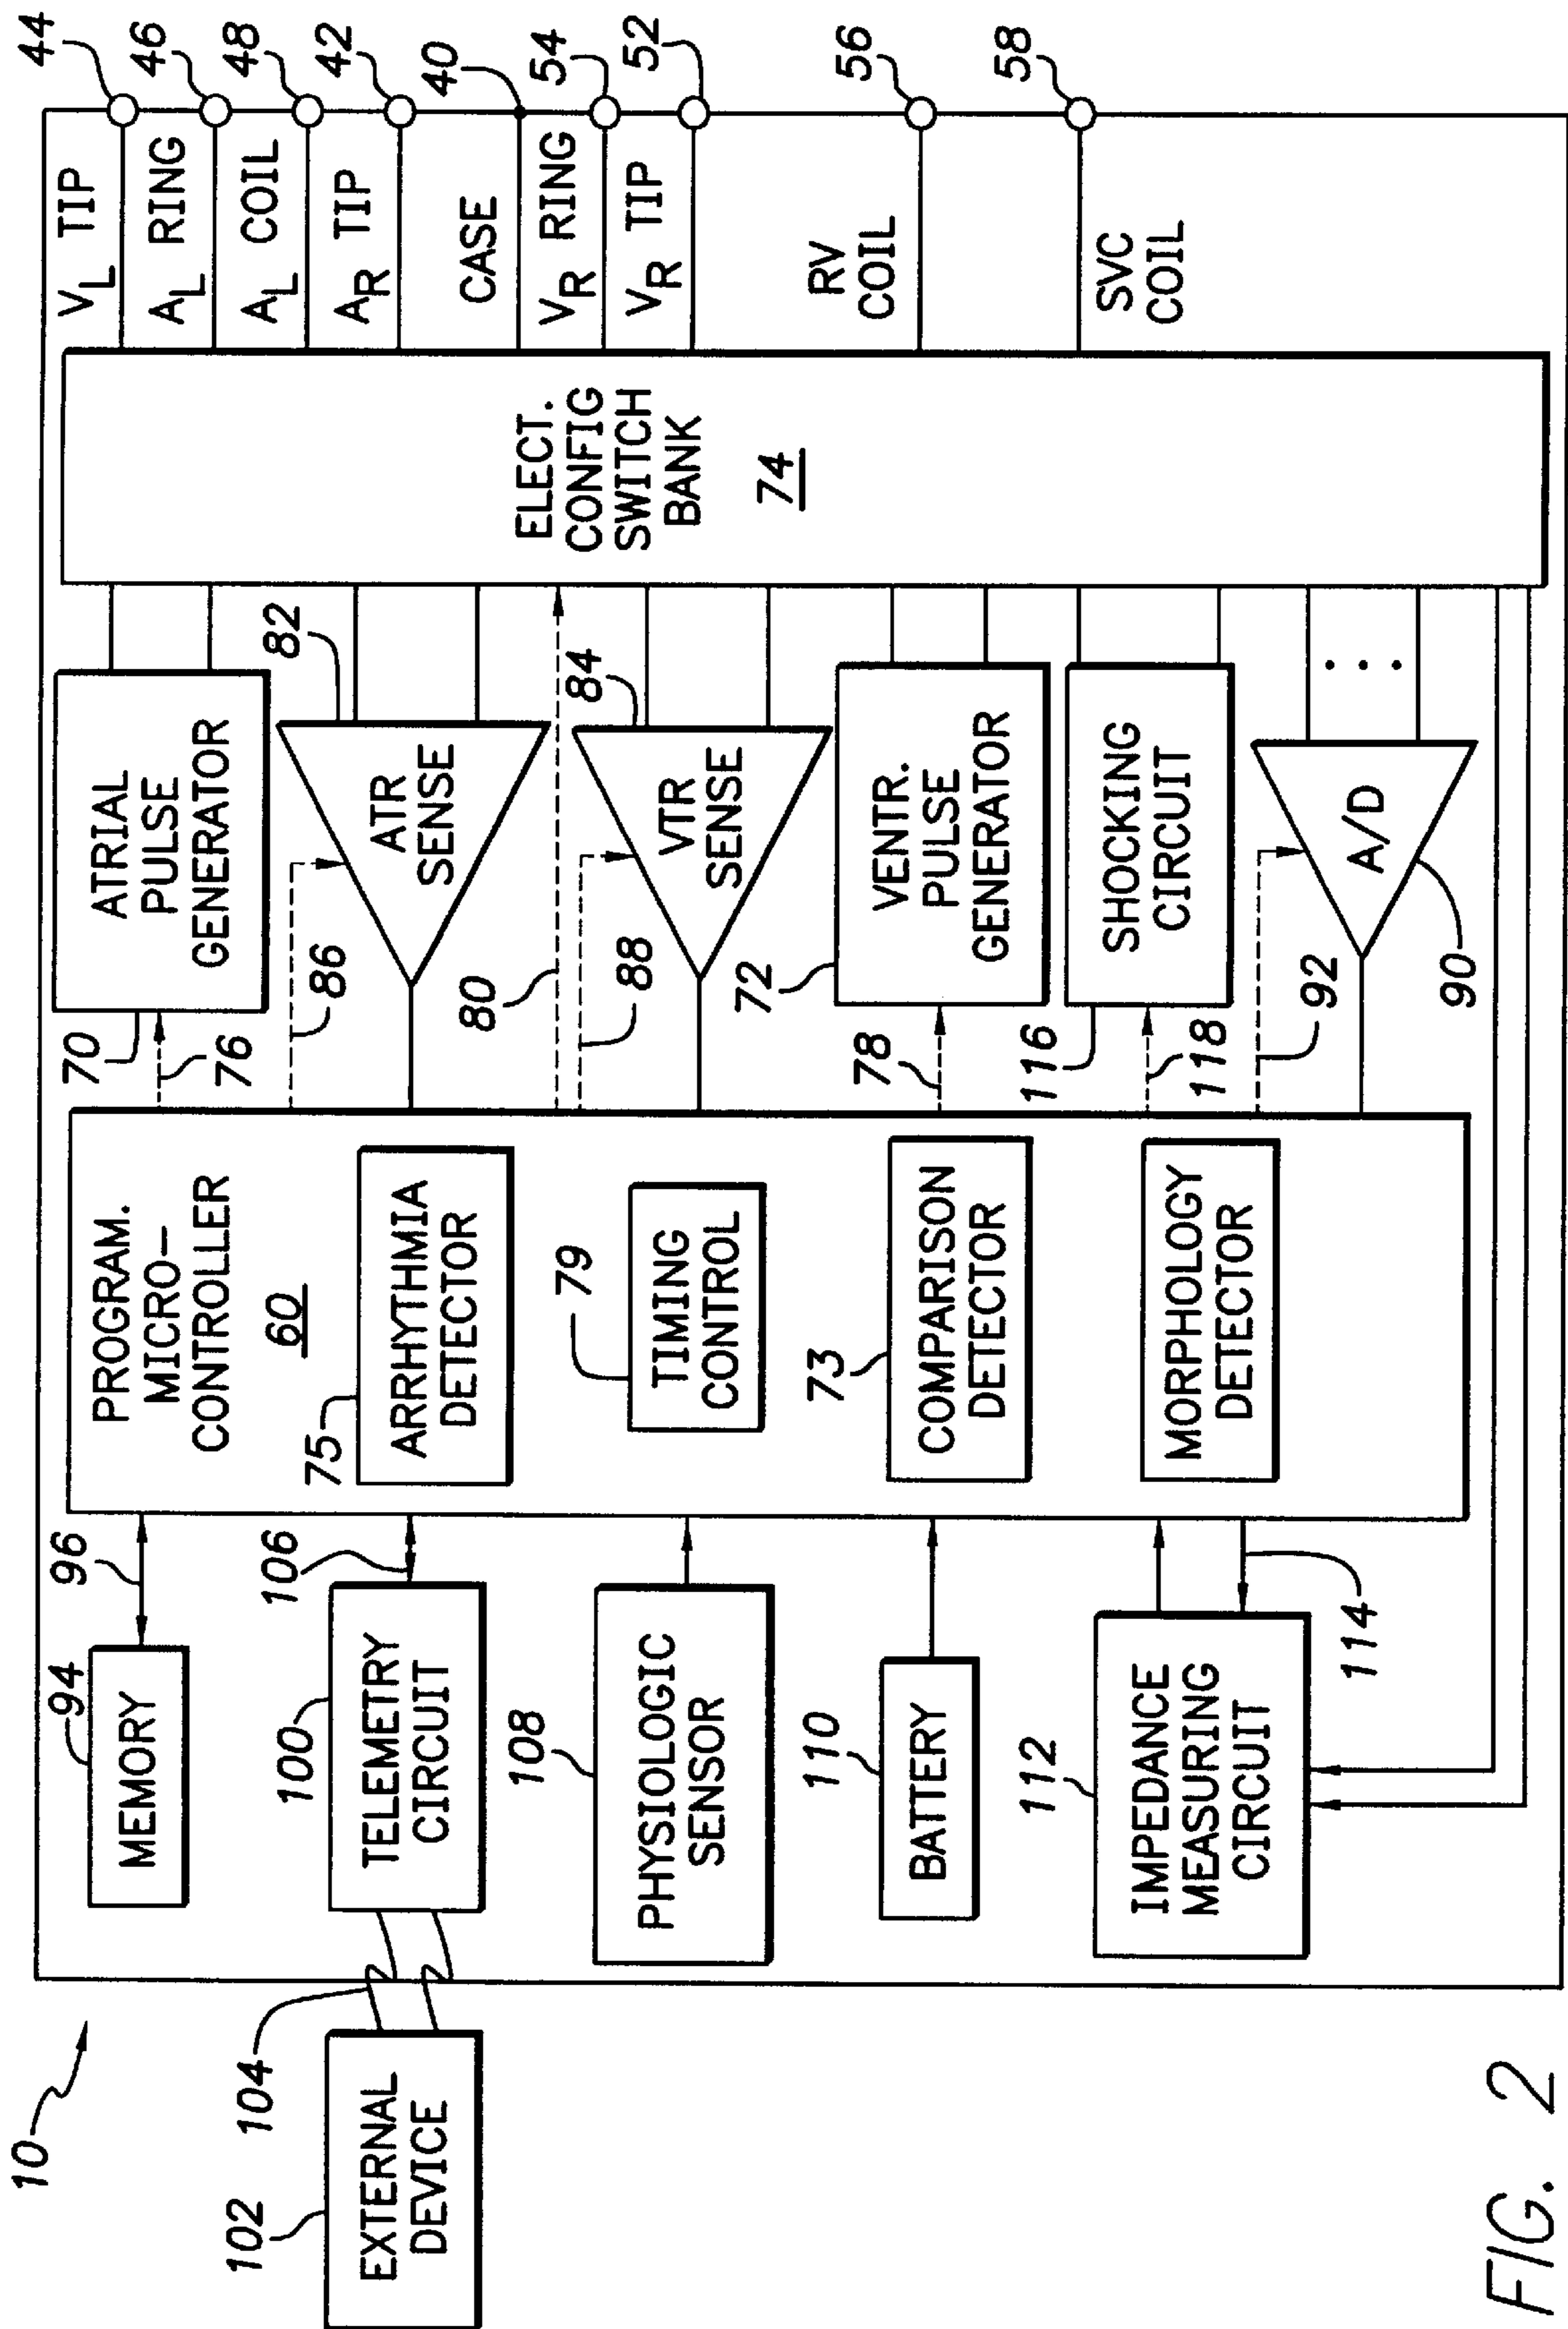 10
44
V_L TIP
46
A_L RING
48
A_L COIL
42
A_R TIP
40
CASE
54
V_R RING
52
V_R TIP
56
RV
COIL
58
SVC
COIL
ELECT.
CONFIG
SWITCH
BANK
74
ATRIAL
PULSE
GENERATOR
70
76
82
ATR
SENSE
86
80
84
VTR
SENSE
88
72
VENTR.
PULSE
GENERATOR
78
SHOCKING
CIRCUIT
116
118
A/D
92
90
PROGRAM.
MICRO—
CONTROLLER
60
75
ARRHYTHMIA
DETECTOR
79
TIMING
CONTROL
73
COMPARISON
DETECTOR
MORPHOLOGY
DETECTOR
96
94
MEMORY
106
100
TELEMETRY
CIRCUIT
108
PHYSIOLOGIC
SENSOR
110
BATTERY
112
IMPEDANCE
MEASURING
CIRCUIT
114
104
102
EXTERNAL
DEVICE
FIG. 2